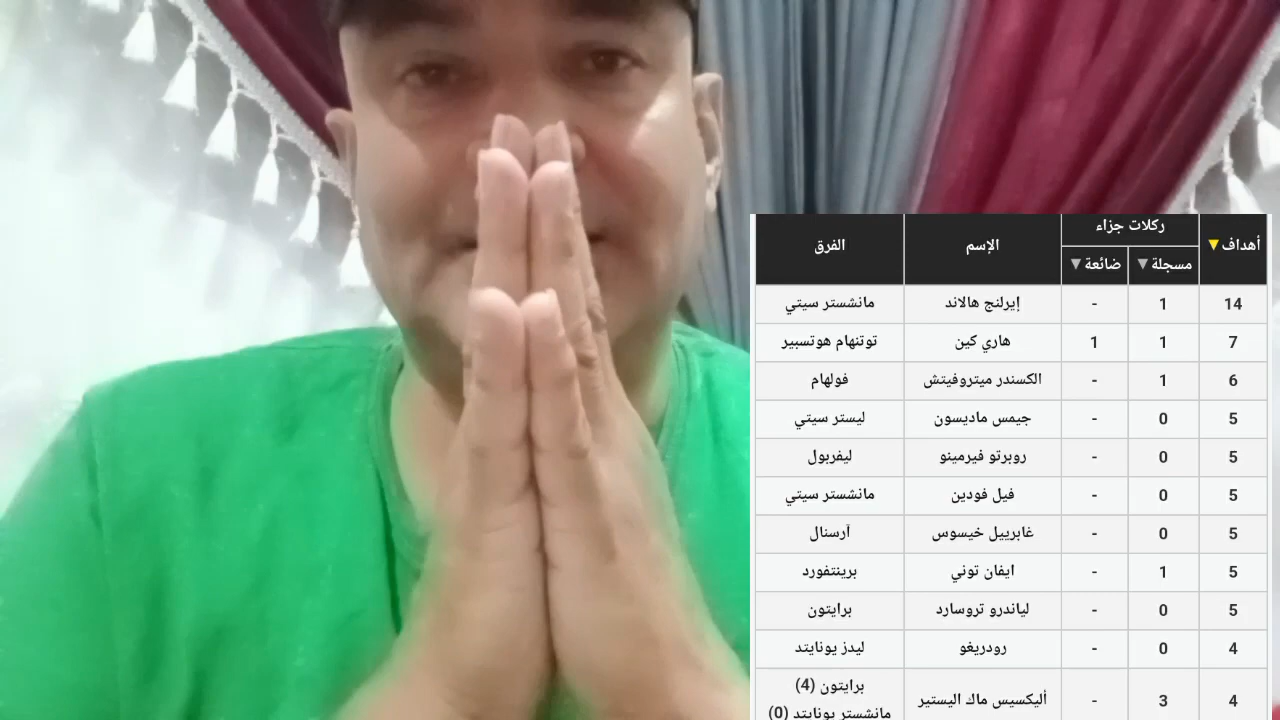 أهداف ركلات جزاء الإسم الفرق
مسجلة ضائعة
14 1 - إيرلنج هالاند مانشستر سيتي
7 1 1 هاري كين توتنهام هوتسبير
6 1 - الكسندر ميتروفيتش فولهام
5 0 - جيمس ماديسون ليستر سيتي
5 0 - روبرتو فيرمينو ليفربول
5 0 - فيل فودين مانشستر سيتي
5 0 - غابرييل خيسوس آرسنال
5 1 - ايفان توني برينتفورد
5 0 - لياندرو تروسارد برايتون
4 0 - رودريغو ليدز يونايتد
4 3 - أليكسيس ماك اليستير برايتون (4)
مانشستر يونايتد (0)